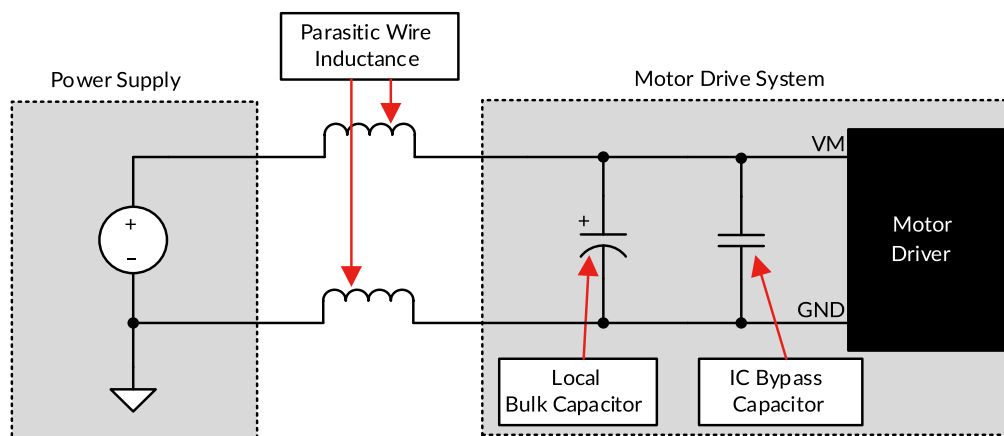 Parasitic Wire
Inductance
Power Supply
Motor Drive System
VM
+
+
–
Motor
Driver
GND
Local
Bulk Capacitor
IC Bypass
Capacitor